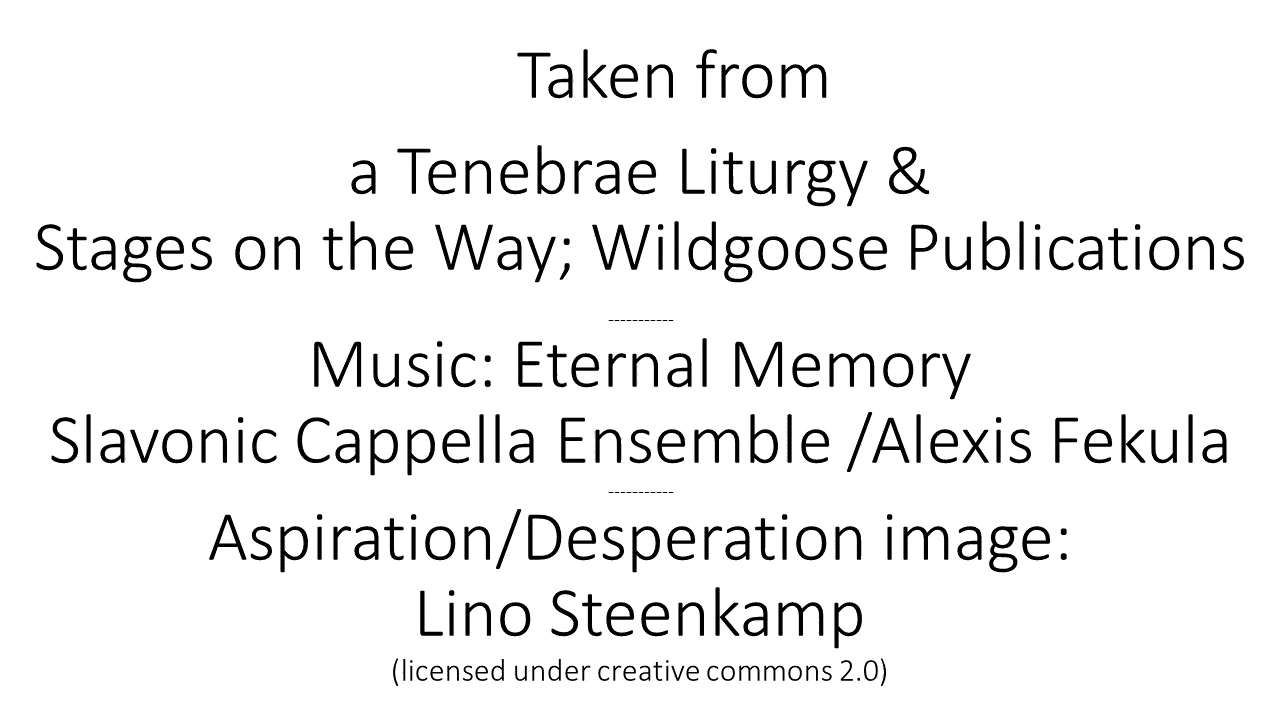 Taken from
a Tenebrae Liturgy &
Stages on the Way; Wildgoose Publications
-----------
Music: Eternal Memory
Slavonic Cappella Ensemble /Alexis Fekula
-----------
Aspiration/Desperation image:
Lino Steenkamp
(licensed under creative commons 2.0)